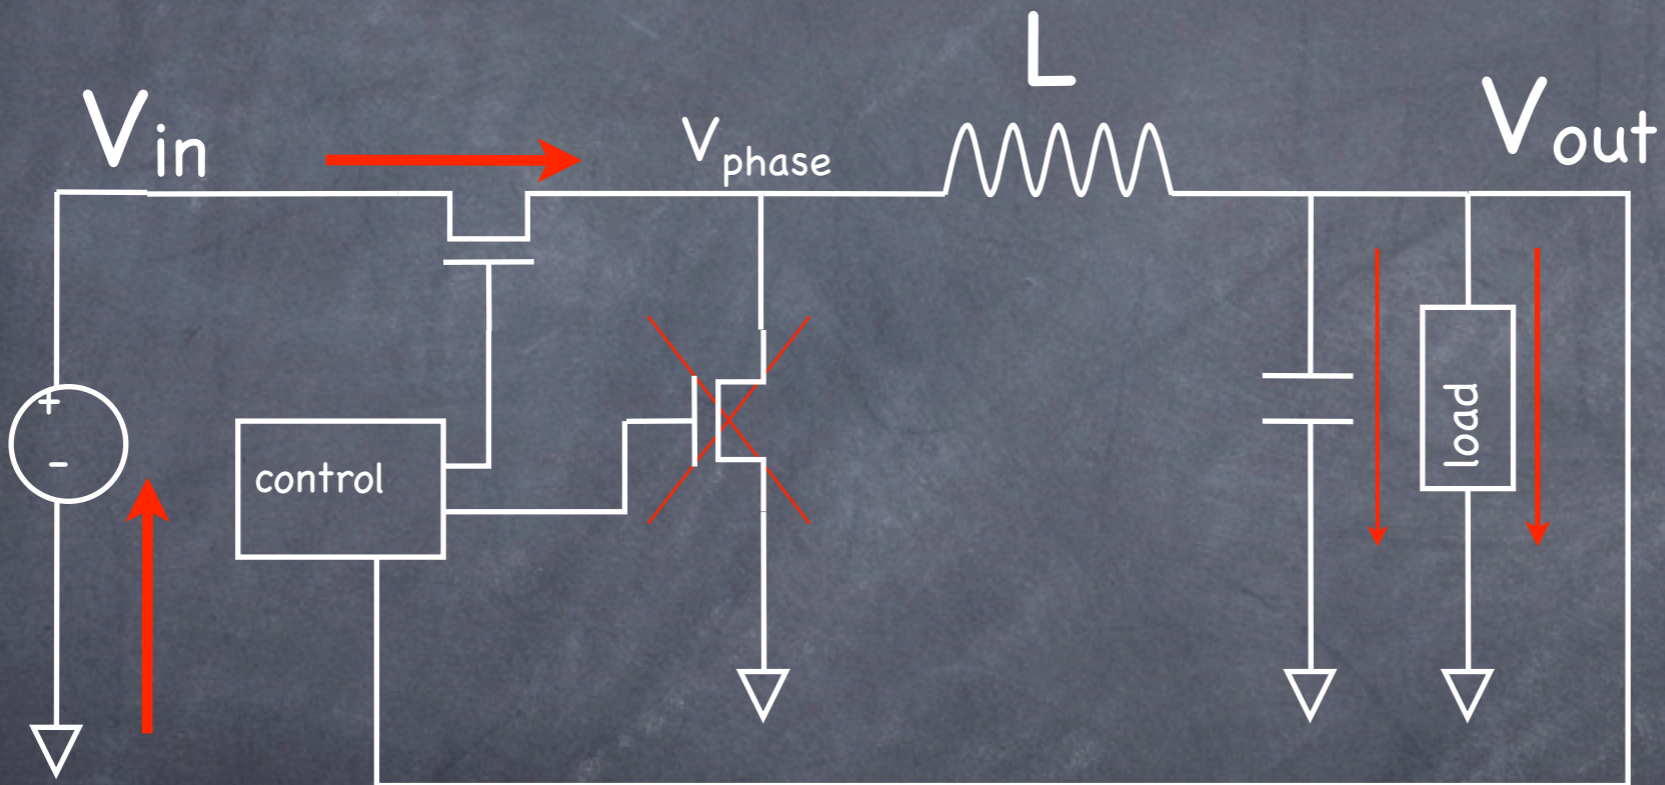 L
Vin
Vphase
Vout
+
-
control
load